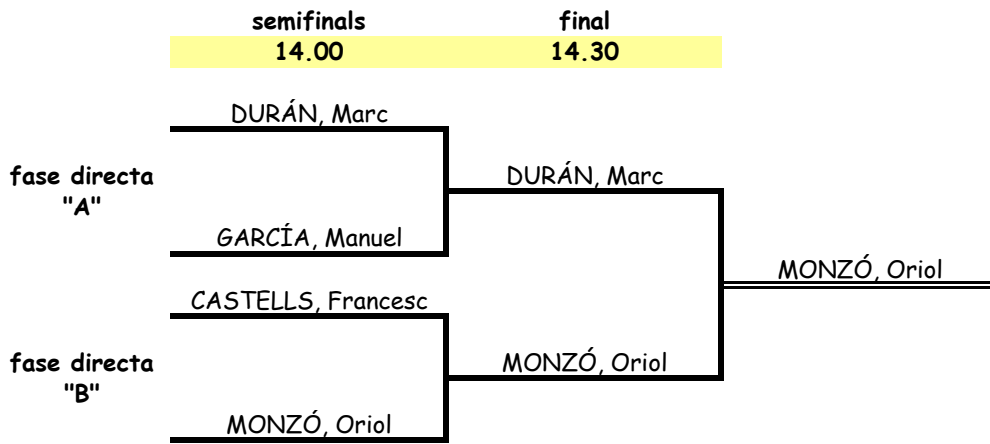 semifinals final
14.00 14.30
DURÁN, Marc
fase directa
"A"
DURÁN, Marc
GARCÍA, Manuel
MONZÓ, Oriol
CASTELLS, Francesc
fase directa
"B"
MONZÓ, Oriol
MONZÓ, Oriol